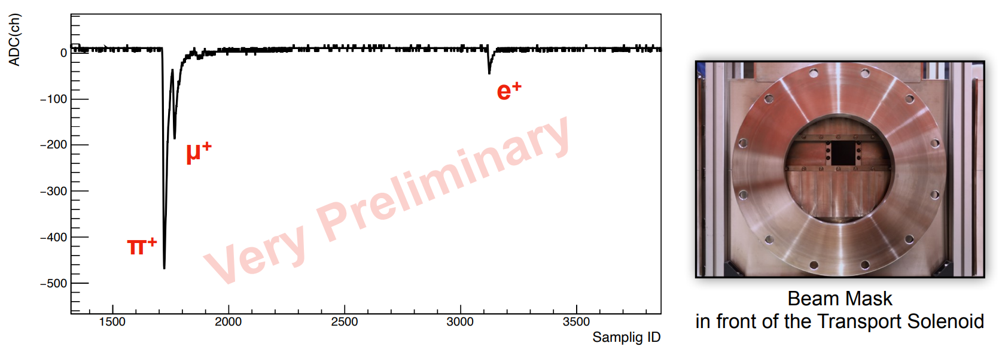 ADC(ch)
0
−100
−200
−300
−400
−500
π+
μ+
e+
Very Preliminary
1500
2000
2500
3000
3500
Samplig ID
Beam Mask
in front of the Transport Solenoid